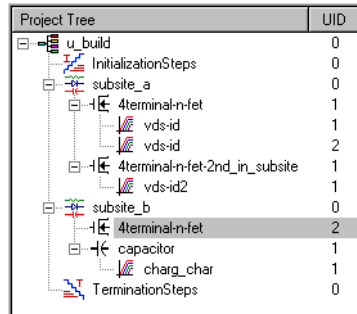 Project Tree UID
u_build 0
InitializationSteps 0
subsite_a 0
4terminal-n-fet 1
vds-id 1
vds-id 2
4terminal-n-fet-2nd_in_subsite 1
vds-id2 1
subsite_b 0
4terminal-n-fet 2
capacitor 1
charg_char 1
TerminationSteps 0